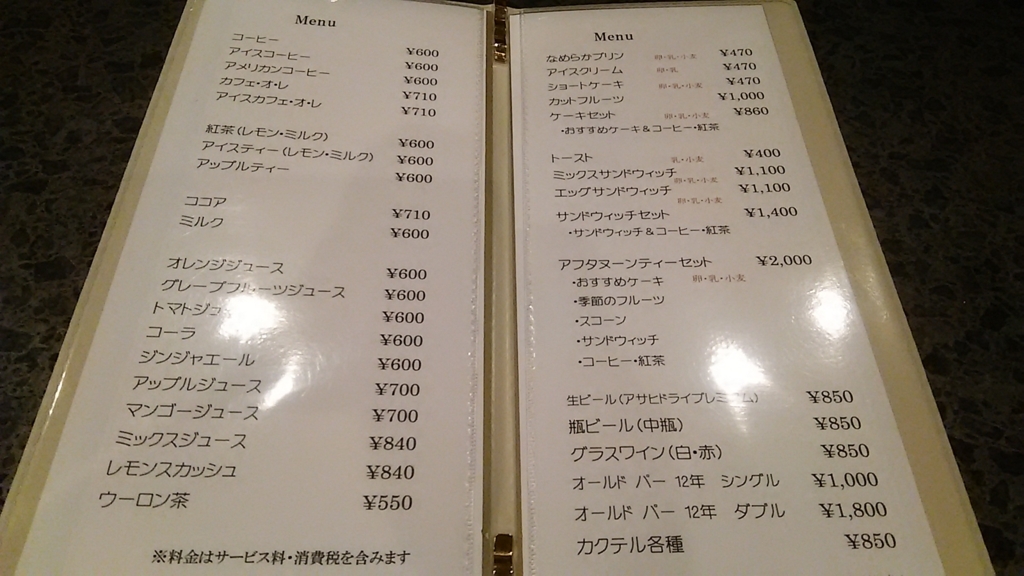 Menu
コーヒー ¥600
アイスコーヒー ¥600
アメリカンコーヒー ¥600
カフェ・オ・レ ¥710
アイスカフェ・オ・レ ¥710
紅茶(レモン・ミルク) ¥600
アイスティー(レモン・ミルク) ¥600
アップルティー ¥600
ココア ¥710
ミルク ¥600
オレンジジュース ¥600
グレープフルーツジュース ¥600
トマトジュ ¥600
コーラ ¥600
ジンジャエール ¥600
アップルジュース ¥700
マンゴージュース ¥700
ミックスジュース ¥840
レモンスカッシュ ¥840
ウーロン茶 ¥550
※料金はサービス料・消費税を含みます
Menu
なめらかプリン 卵・乳・小麦 ¥470
アイスクリーム 卵・乳 ¥470
ショートケーキ 卵・乳・小麦 ¥470
カットフルーツ ¥1,000
ケーキセット 卵・乳・小麦 ¥860
・おすすめケーキ&コーヒー・紅茶
トースト 乳・小麦 ¥400
ミックスサンドウィッチ 卵・乳・小麦 ¥1,100
エッグサンドウィッチ 卵・乳・小麦 ¥1,100
サンドウィッチセット ¥1,400
・サンドウィッチ&コーヒー・紅茶
アフタヌーンティーセット ¥2,000
・おすすめケーキ 卵・乳・小麦
・季節のフルーツ
・スコーン
・サンドウィッチ
・コーヒー・紅茶
生ビール(アサヒドライプレミアム) ¥850
瓶ビール(中瓶) ¥850
グラスワイン(白・赤) ¥850
オールド パー 12年 シングル ¥1,000
オールド パー 12年 ダブル ¥1,800
カクテル各種 ¥850